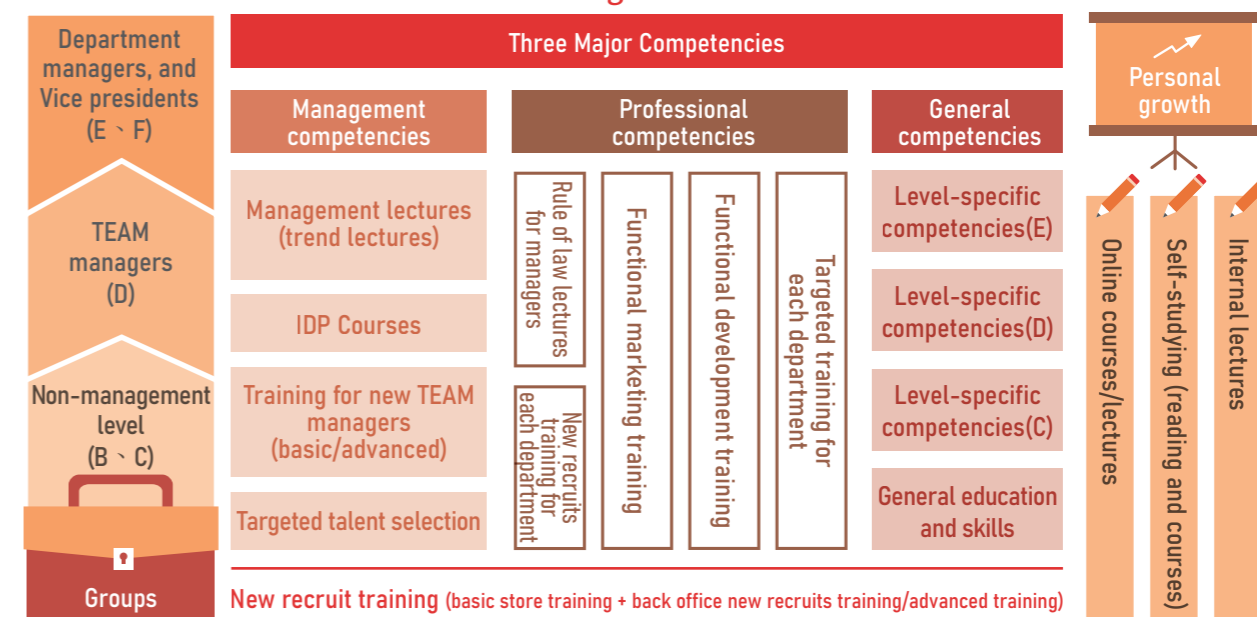 Department
managers, and
Vice presidents
(E、F)
TEAM
managers
(D)
Non-management
level
(B、C)
Groups
Three Major Competencies
Management
competencies
Management lectures
(trend lectures)
IDP Courses
Training for new TEAM
managers
(basic/advanced)
Targeted talent selection
Professional
competencies
Rule of law lectures
for managers
New recruits
training for
each department
Functional marketing training
Functional development training
Targeted training for
each department
General
competencies
Level-specific
competencies(E)
Level-specific
competencies(D)
Level-specific
competencies(C)
General education
and skills
New recruit training (basic store training + back office new recruits training/advanced training)
Personal
growth
Online courses/lectures
Self-studying (reading and courses)
Internal lectures